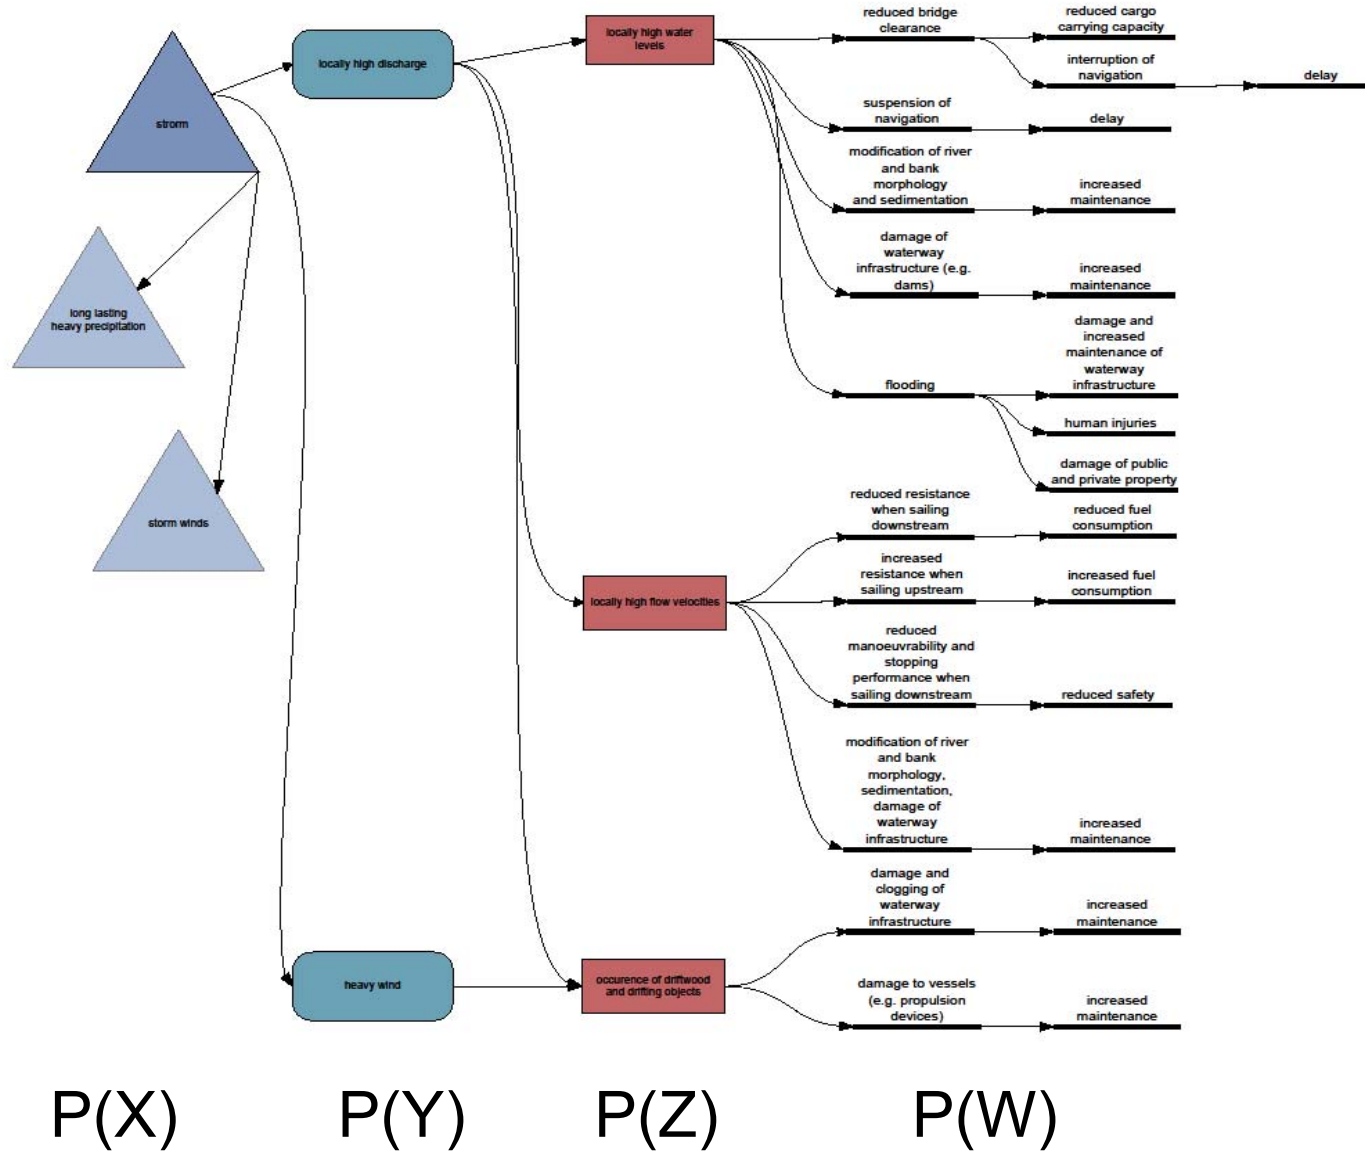 strorm
long lasting
heavy precipitation
storm winds
locally high discharge
heavy wind
locally high water
levels
locally high flow velocities
occurence of driftwood
and drifting objects
reduced bridge
clearance
reduced cargo
carrying capacity
interruption of
navigation
delay
suspension of
navigation
delay
modification of river
and bank
morphology
and sedimentation
increased
maintenance
damage of
waterway
infrastructure (e.g.
dams)
increased
maintenance
flooding
damage and
increased
maintenance of
waterway
infrastructure
human injuries
damage of public
and private property
reduced resistance
when sailing
downstream
reduced fuel
consumption
increased
resistance when
sailing upstream
increased fuel
consumption
reduced
manoeuvrability and
stopping
performance when
sailing downstream
reduced safety
modification of river
and bank
morphology,
sedimentation,
damage of
waterway
infrastructure
increased
maintenance
damage and
clogging of
waterway
infrastructure
increased
maintenance
damage to vessels
(e.g. propulsion
devices)
increased
maintenance
P(X)
P(Y)
P(Z)
P(W)